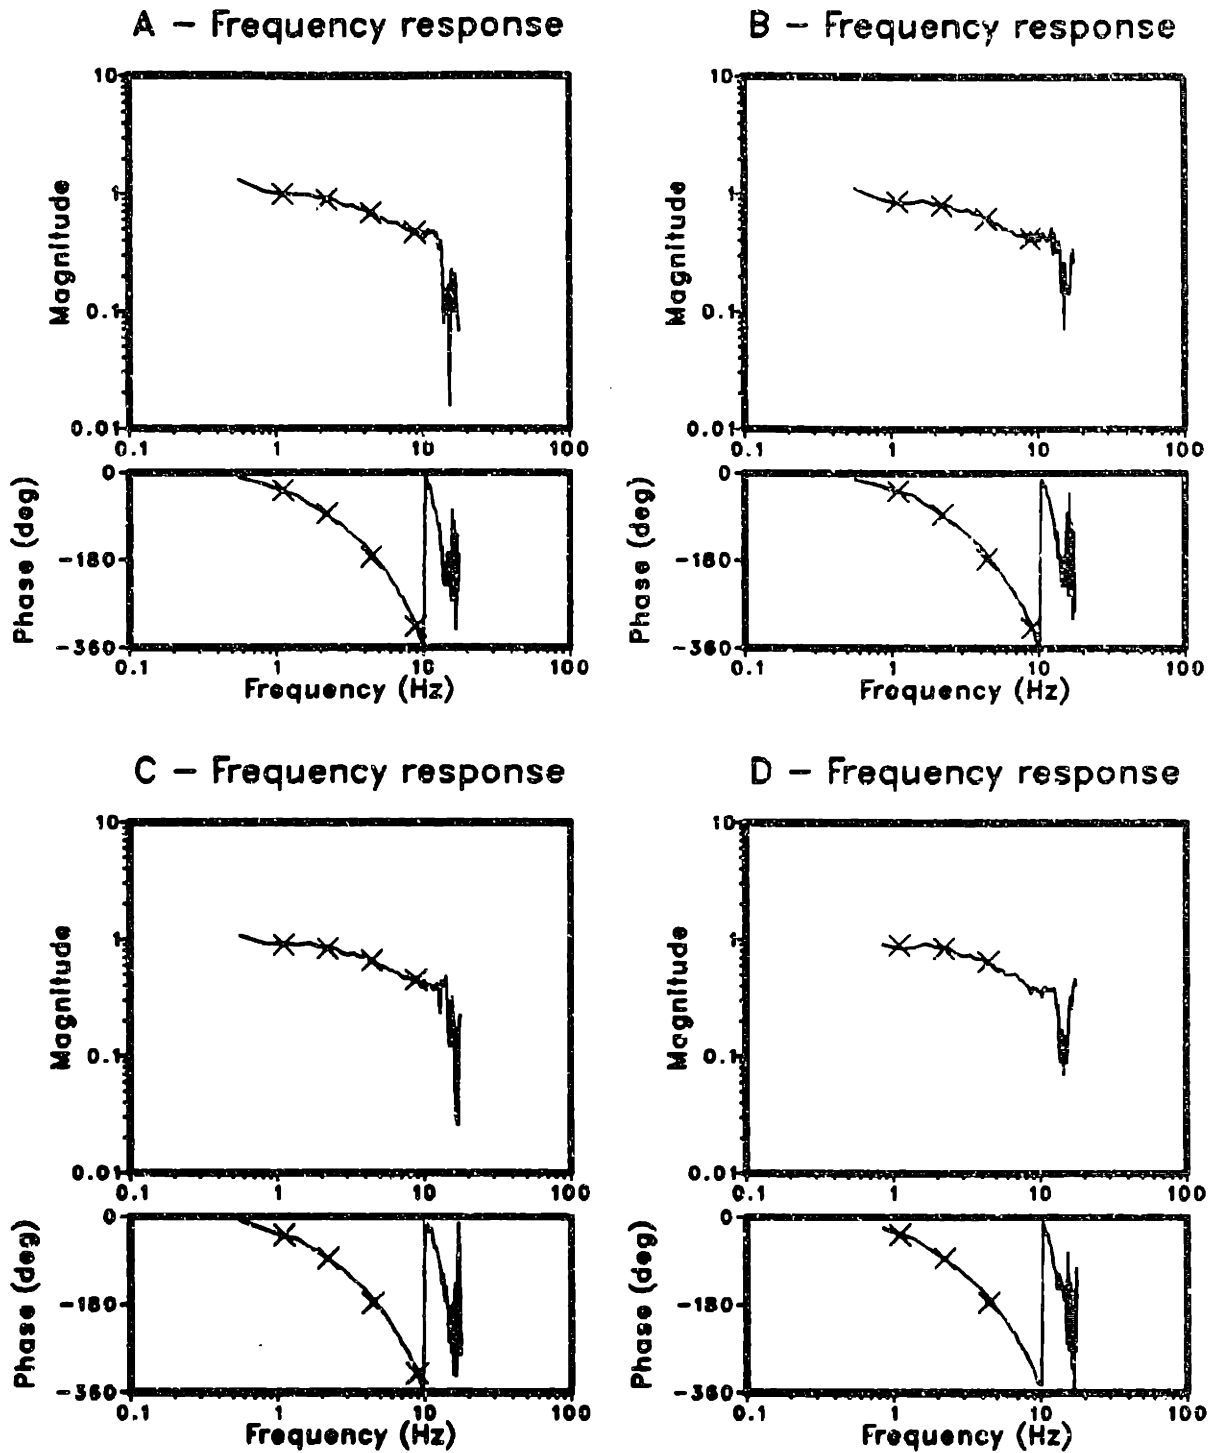 A – Frequency response
10
1
0.1
0.01
Magnitude
0.1 1 10 100
0
-180
-360
Phase (deg)
0.1 1 10 100
Frequency (Hz)
B – Frequency response
10
1
0.1
0.01
Magnitude
0.1 1 10 100
0
-180
-360
Phase (deg)
0.1 1 10 100
Frequency (Hz)
C – Frequency response
10
1
0.1
0.01
Magnitude
0.1 1 10 100
0
-180
-360
Phase (deg)
0.1 1 10 100
Frequency (Hz)
D – Frequency response
10
1
0.1
0.01
Magnitude
0.1 1 10 100
0
-180
-360
Phase (deg)
0.1 1 10 100
Frequency (Hz)